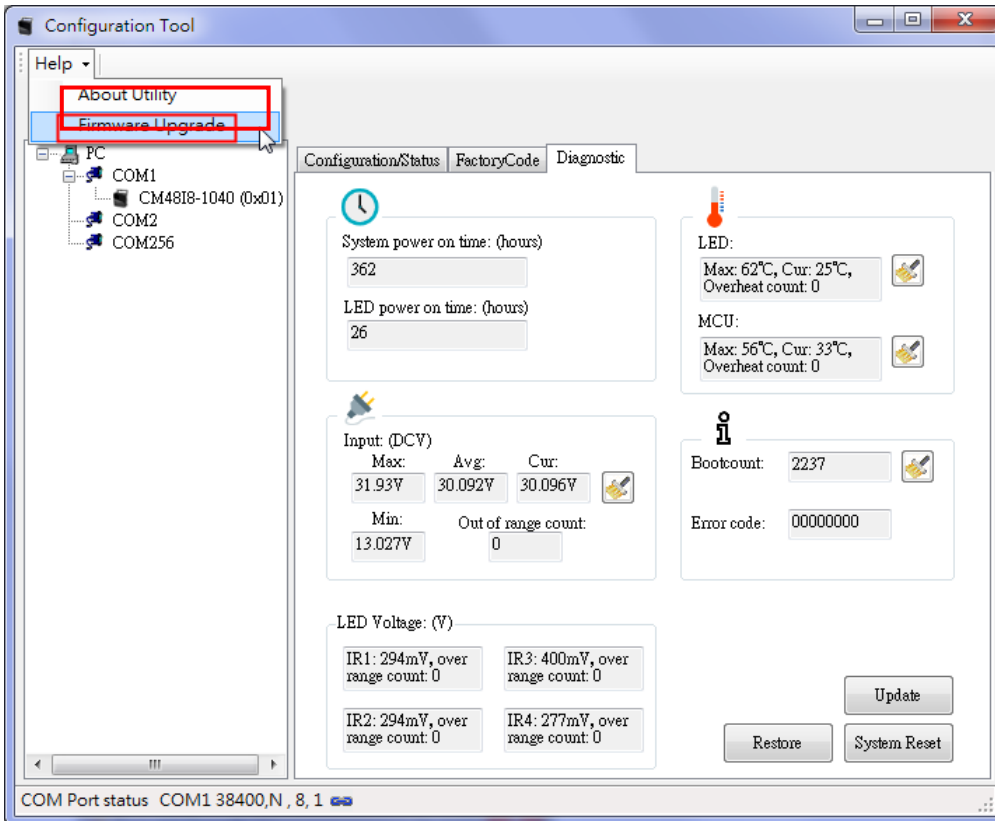 Configuration Tool
Help
About Utility
Firmware Upgrade
PC
COM1
CM48I8-1040 (0x01)
COM2
COM256
Configuration/Status
FactoryCode
Diagnostic
System power on time: (hours)
362
LED power on time: (hours)
26
LED:
Max: 62°C, Cur: 25°C,
Overheat count: 0
MCU:
Max: 56°C, Cur: 33°C,
Overheat count: 0
Input: (DCV)
Max: Avg: Cur:
31.93V 30.092V 30.096V
Min: Out of range count:
13.027V 0
Bootcount: 2237
Error code: 00000000
LED Voltage: (V)
IR1: 294mV, over
range count: 0
IR3: 400mV, over
range count: 0
IR2: 294mV, over
range count: 0
IR4: 277mV, over
range count: 0
Update
Restore
System Reset
COM Port status COM1 38400,N , 8, 1